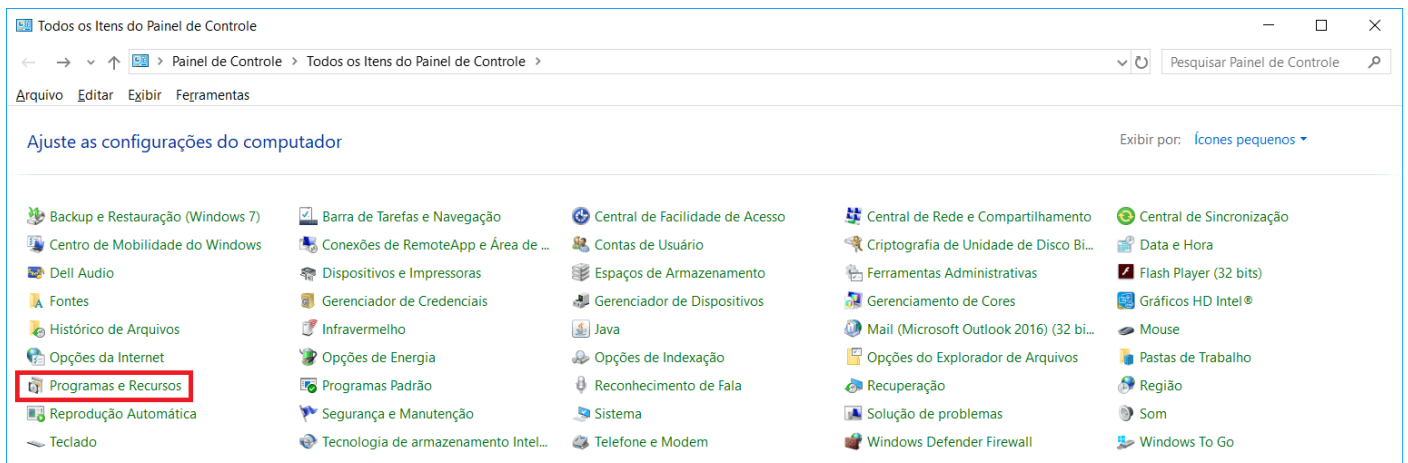 Todos os Itens do Painel de Controle
Painel de Controle > Todos os Itens do Painel de Controle >
Pesquisar Painel de Controle
Arquivo Editar Exibir Ferramentas
Ajuste as configurações do computador
Exibir por: Ícones pequenos
Backup e Restauração (Windows 7) Barra de Tarefas e Navegação Central de Facilidade de Acesso Central de Rede e Compartilhamento Central de Sincronização
Centro de Mobilidade do Windows Conexões de RemoteApp e Área de ... Contas de Usuário Criptografia de Unidade de Disco Bi... Data e Hora
Dell Audio Dispositivos e Impressoras Espaços de Armazenamento Ferramentas Administrativas Flash Player (32 bits)
Fontes Gerenciador de Credenciais Gerenciador de Dispositivos Gerenciamento de Cores Gráficos HD Intel®
Histórico de Arquivos Infravermelho Java Mail (Microsoft Outlook 2016) (32 bi... Mouse
Opções da Internet Opções de Energia Opções de Indexação Opções do Explorador de Arquivos Pastas de Trabalho
Programas e Recursos Programas Padrão Reconhecimento de Fala Recuperação Região
Reprodução Automática Segurança e Manutenção Sistema Solução de problemas Som
Teclado Tecnologia de armazenamento Intel... Telefone e Modem Windows Defender Firewall Windows To Go